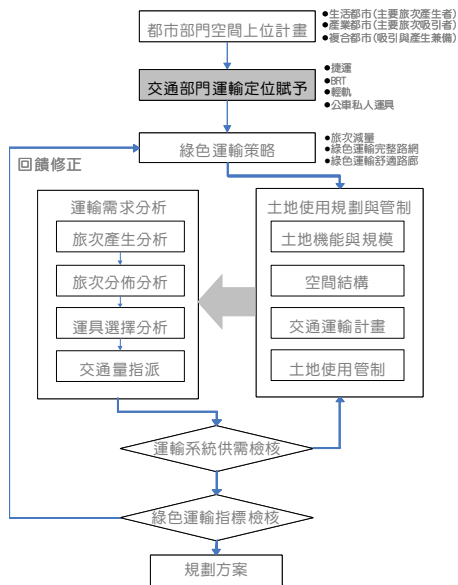 都市部門空間上位計畫
●生活都市(主要旅次產生者)
●產業都市(主要旅次吸引者)
●複合都市(吸引與產生兼備)
交通部門運輸定位賦予
●捷運
●BRT
●輕軌
●公車私人運具
綠色運輸策略
●旅次減量
●綠色運輸完整路網
●綠色運輸舒適路廊
回饋修正
運輸需求分析
旅次產生分析
旅次分佈分析
運具選擇分析
交通量指派
土地使用規劃與管制
土地機能與規模
空間結構
交通運輸計畫
土地使用管制
運輸系統供需檢核
綠色運輸指標檢核
規劃方案